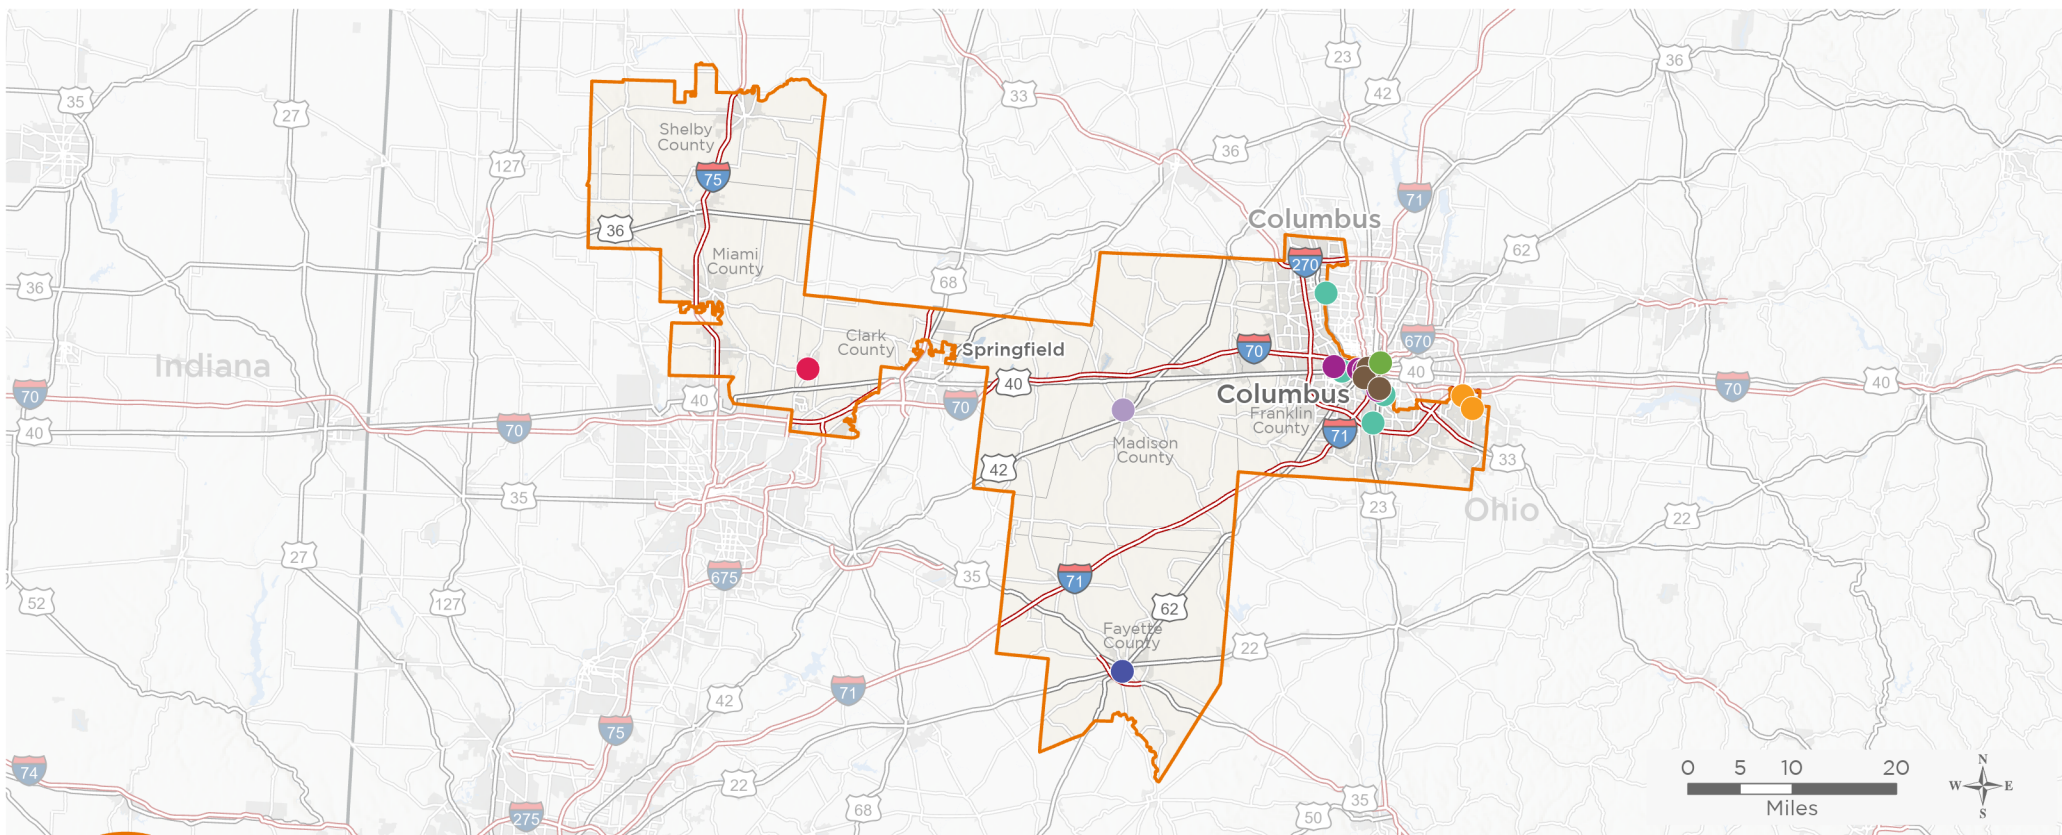 23
36
42
35
33
27
Shelby
County
36
127
75
71
Columbus
36
62
Miami
County
270
68
36
Clark
County
670
70
Springfield
Indiana
40
40
70
40
70
40
70
Columbus
70
Franklin
County
70
40
71
Madison
County
42
33
35
23
Ohio
22
27
675
35
71
52
127
62
Fayette
County
22
71
42
75
74
22
0 5 10 20
Miles
N
W E
S
275
68
35
50